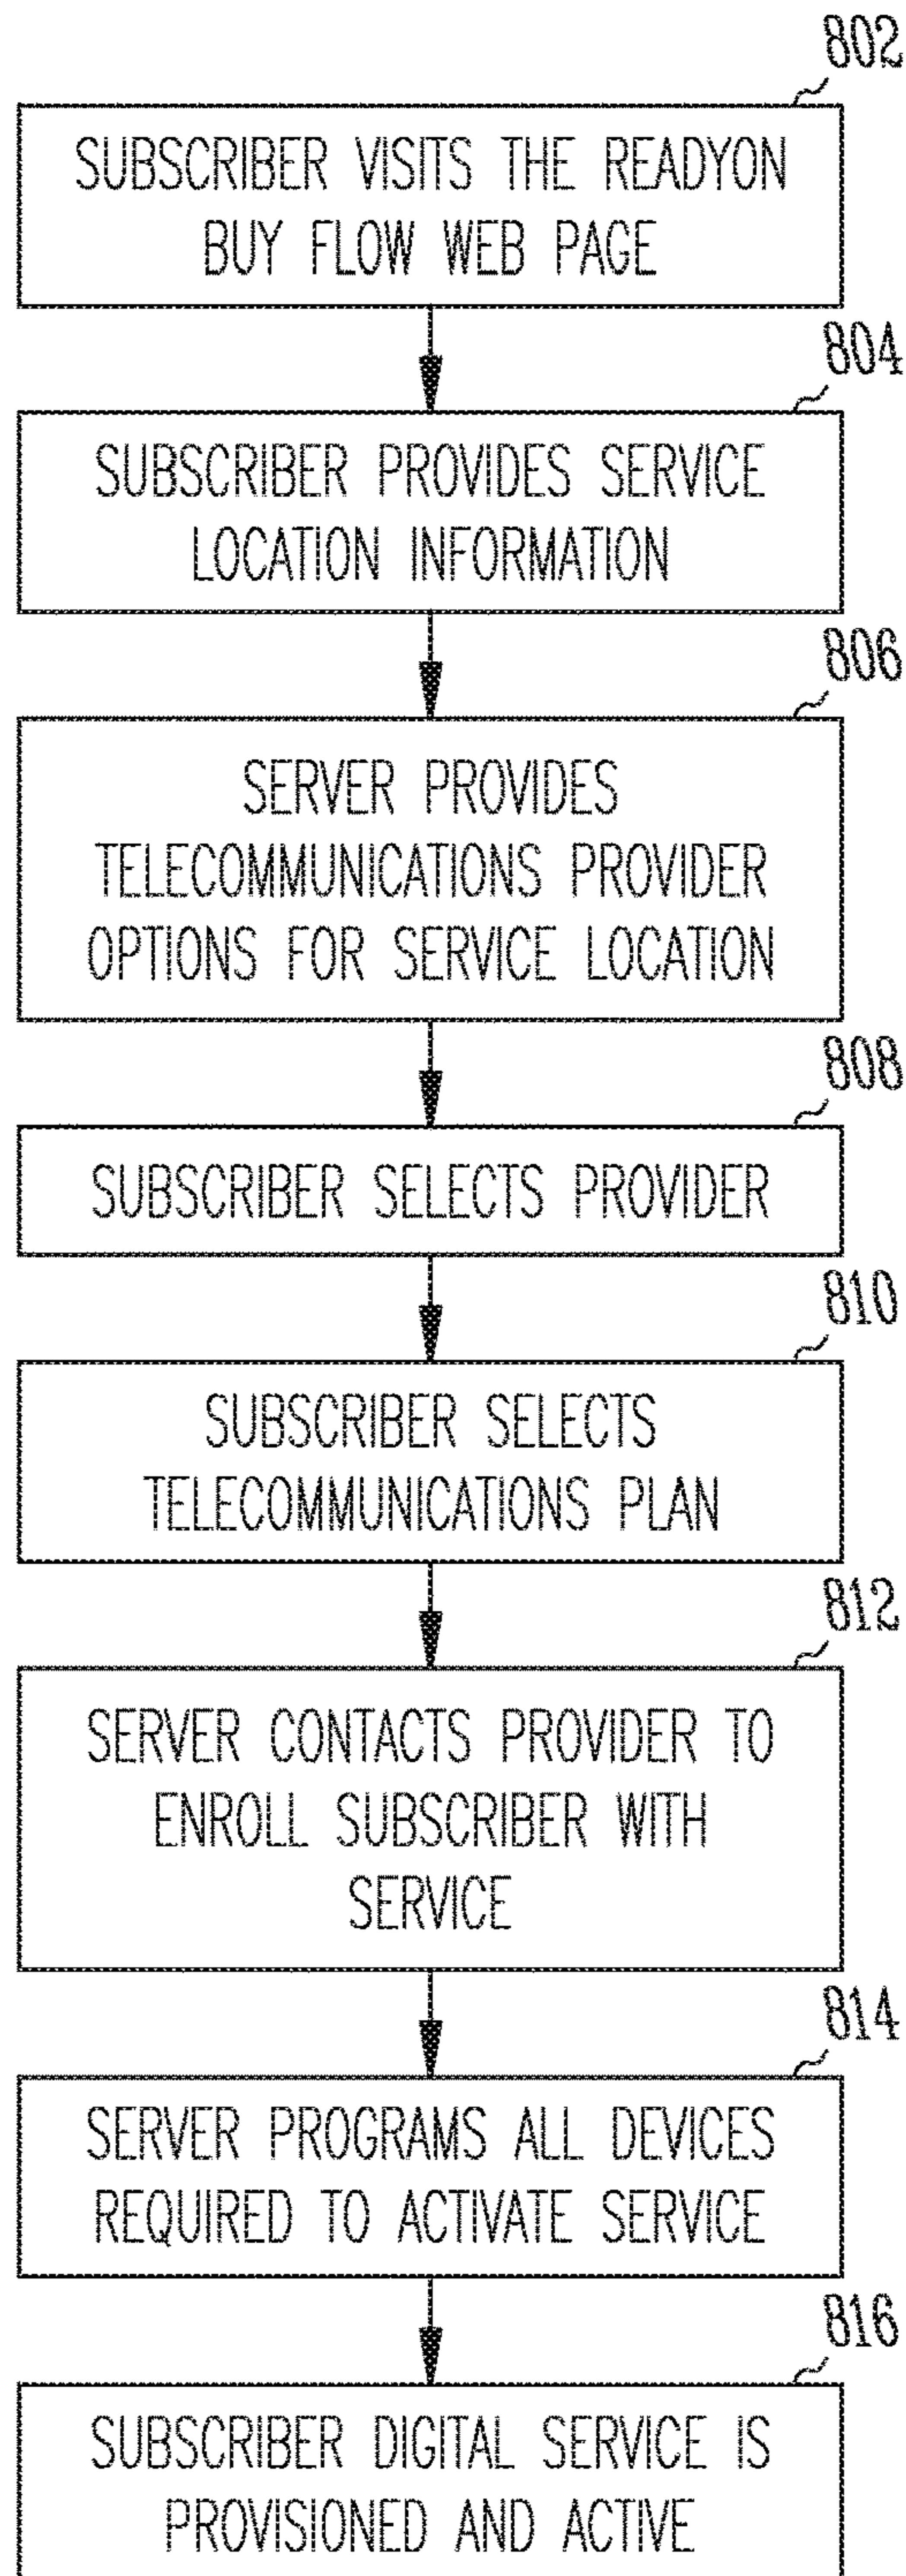 802
SUBSCRIBER VISITS THE READYON
BUY FLOW WEB PAGE
804
SUBSCRIBER PROVIDES SERVICE
LOCATION INFORMATION
806
SERVER PROVIDES
TELECOMMUNICATIONS PROVIDER
OPTIONS FOR SERVICE LOCATION
808
SUBSCRIBER SELECTS PROVIDER
810
SUBSCRIBER SELECTS
TELECOMMUNICATIONS PLAN
812
SERVER CONTACTS PROVIDER TO
ENROLL SUBSCRIBER WITH
SERVICE
814
SERVER PROGRAMS ALL DEVICES
REQUIRED TO ACTIVATE SERVICE
816
SUBSCRIBER DIGITAL SERVICE IS
PROVISIONED AND ACTIVE